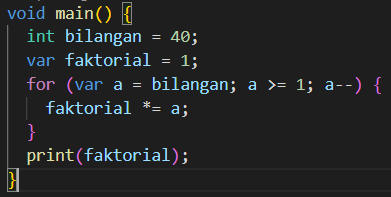 void main() {
  int bilangan = 40;
  var faktorial = 1;
  for (var a = bilangan; a >= 1; a--) {
    faktorial *= a;
  }
  print(faktorial);
}